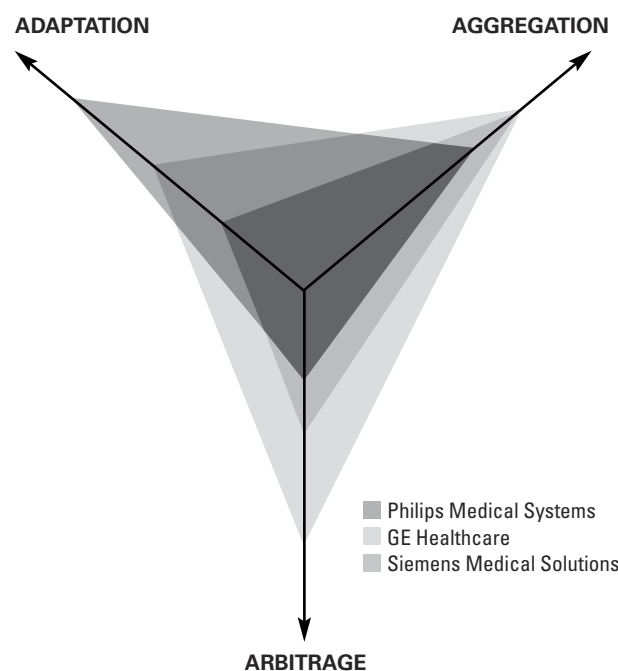 ADAPTATION
AGGREGATION
Philips Medical Systems
GE Healthcare
Siemens Medical Solutions
ARBITRAGE